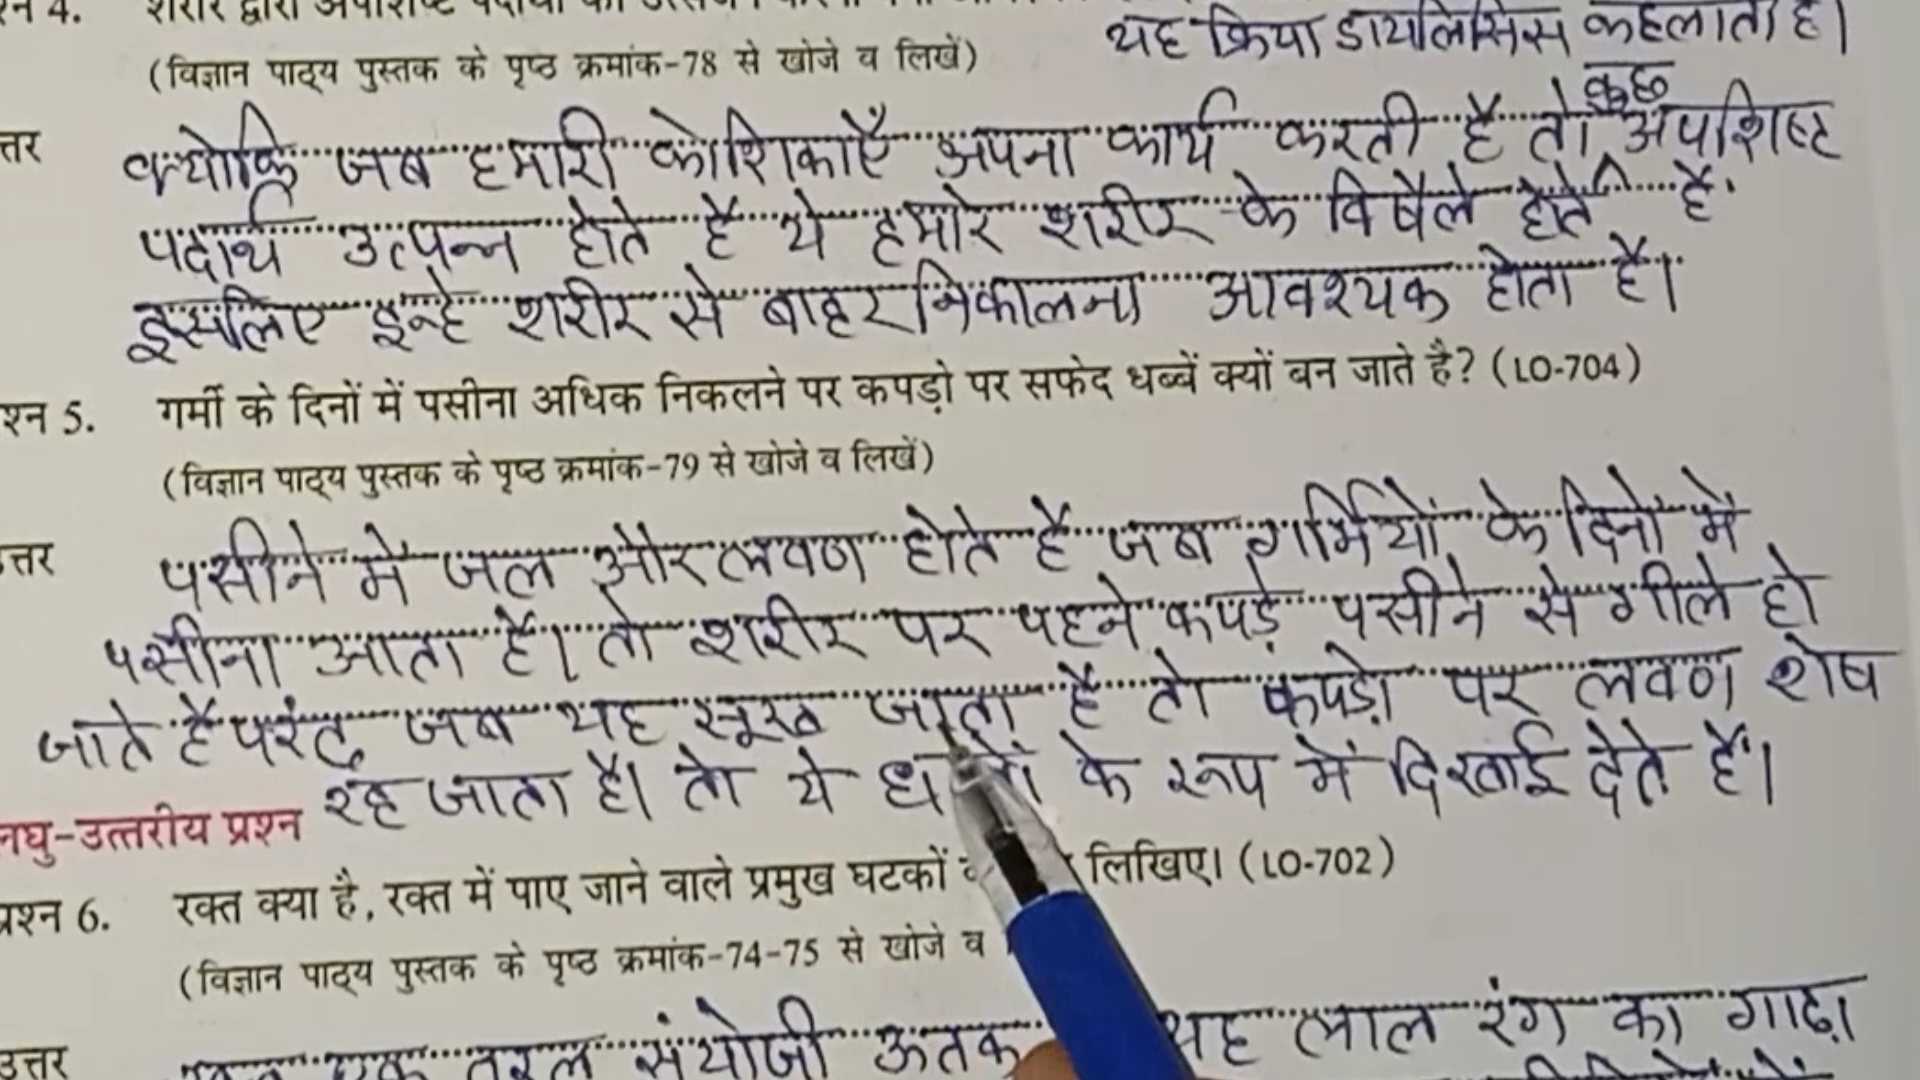 शरीर द्वारा अपशिष्ट पदार्थों का
यह क्रिया डायलिसिस कहलाता है।
(विज्ञान पाठ्य पुस्तक के पृष्ठ क्रमांक-78 से खोजे व लिखें)
कुछ
त्तर क्योकि जब हमारी कोशिकाएँ अपना कार्य करती है तो अपशिष्ट
पदार्थ उत्पन्न होते है ये हमारे शरीर के विषैले होते है
इसलिए इन्हे शरीर से बाहर निकालना आवश्यक होता है।
श्न 5. गर्मी के दिनों में पसीना अधिक निकलने पर कपड़ो पर सफेद धब्बें क्यों बन जाते है? (LO-704)
(विज्ञान पाठ्य पुस्तक के पृष्ठ क्रमांक-79 से खोजे व लिखें)
त्तर पसीने मे जल और लवण होते है जब गर्मियों के दिनो मे
पसीना आता है। तो शरीर पर पहने कपड़े पसीने से गीले हो
जाते है परंतु जब यह सूख जाता है तो कपड़ो पर लवण शेष
रह जाता है। तो ये के रूप में दिखाई देते हैं।
लघु-उत्तरीय प्रश्न
प्रश्न 6. रक्त क्या है, रक्त में पाए जाने वाले प्रमुख घटकों लिखिए। (LO-702)
(विज्ञान पाठ्य पुस्तक के पृष्ठ क्रमांक-74-75 से खोजे व
उत्तर एक तरल संयोजी ऊतक यह लाल रंग का गाढ़ा